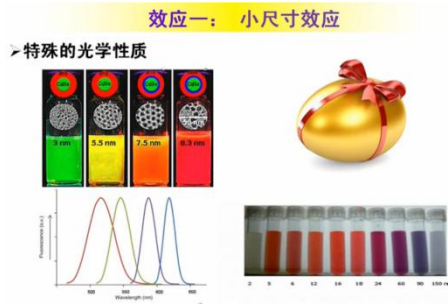 效应一： 小尺寸效应
➢特殊的光学性质
3 nm
5.5 nm
7.5 nm
8.3 nm
Fluorescence (a.u.)
500
Wavelength (nm)
2 5 6 12 16 18 24 60 90 150